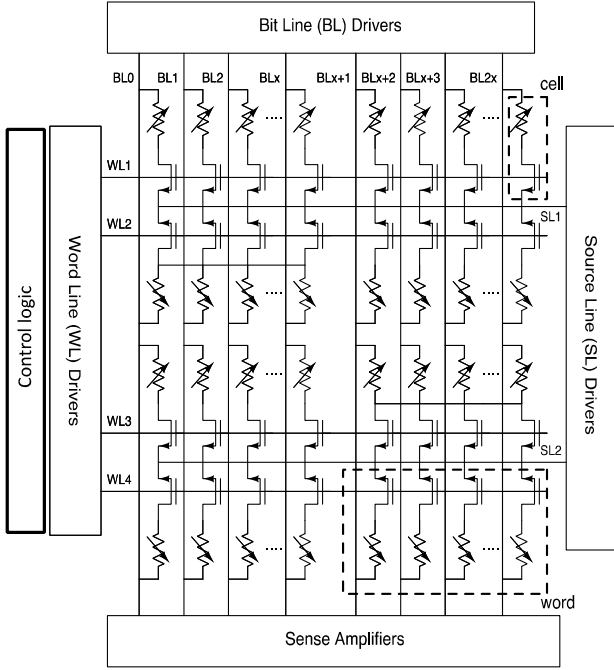 Bit Line (BL) Drivers
BL0 BL1 BL2 BLx BLx+1 BLx+2 BLx+3 BL2x
cell
WL1
SL1
WL2
Control logic
Word Line (WL) Drivers
Source Line (SL) Drivers
WL3
SL2
WL4
word
Sense Amplifiers